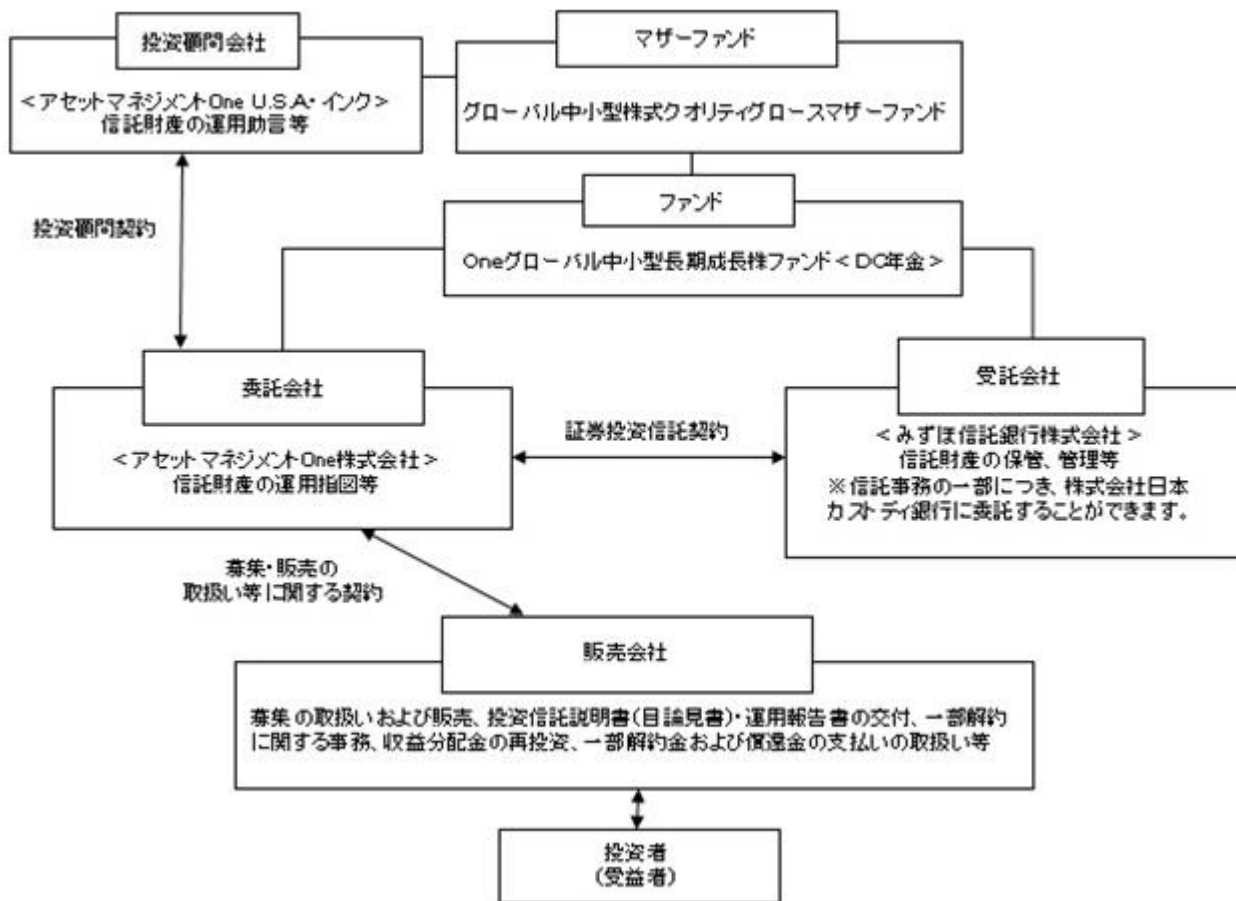 投資顧問会社
<アセットマネジメントOne U.S.A・インク>
信託財産の運用助言等
マザーファンド
グローバル中小型株式クオリティグロースマザーファンド
ファンド
Oneグローバル中小型長期成長株ファンド<DC年金>
投資顧問契約
委託会社
<アセットマネジメントOne株式会社>
信託財産の運用指図等
証券投資信託契約
受託会社
<みずほ信託銀行株式会社>
信託財産の保管、管理等
※信託事務の一部につき、株式会社日本
カストディ銀行に委託することができます。
募集・販売の
取扱い等に関する契約
販売会社
募集の取扱いおよび販売、投資信託説明書(目論見書)・運用報告書の交付、一部解約
に関する事務、収益分配金の再投資、一部解約金および償還金の支払いの取扱い等
投資者
(受益者)